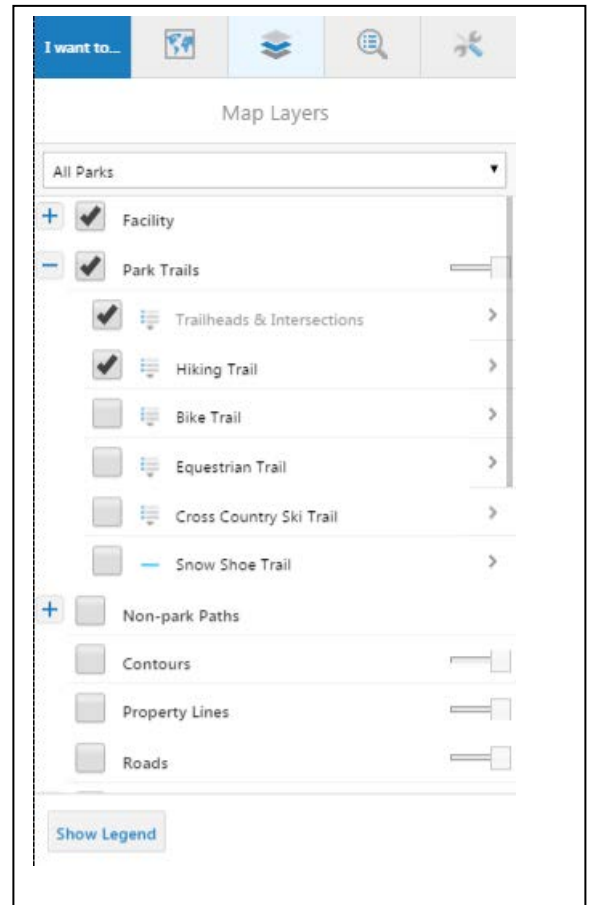 I want to...
Map Layers
All Parks
Facility
Park Trails
Trailheads & Intersections
Hiking Trail
Bike Trail
Equestrian Trail
Cross Country Ski Trail
Snow Shoe Trail
Non-park Paths
Contours
Property Lines
Roads
Show Legend